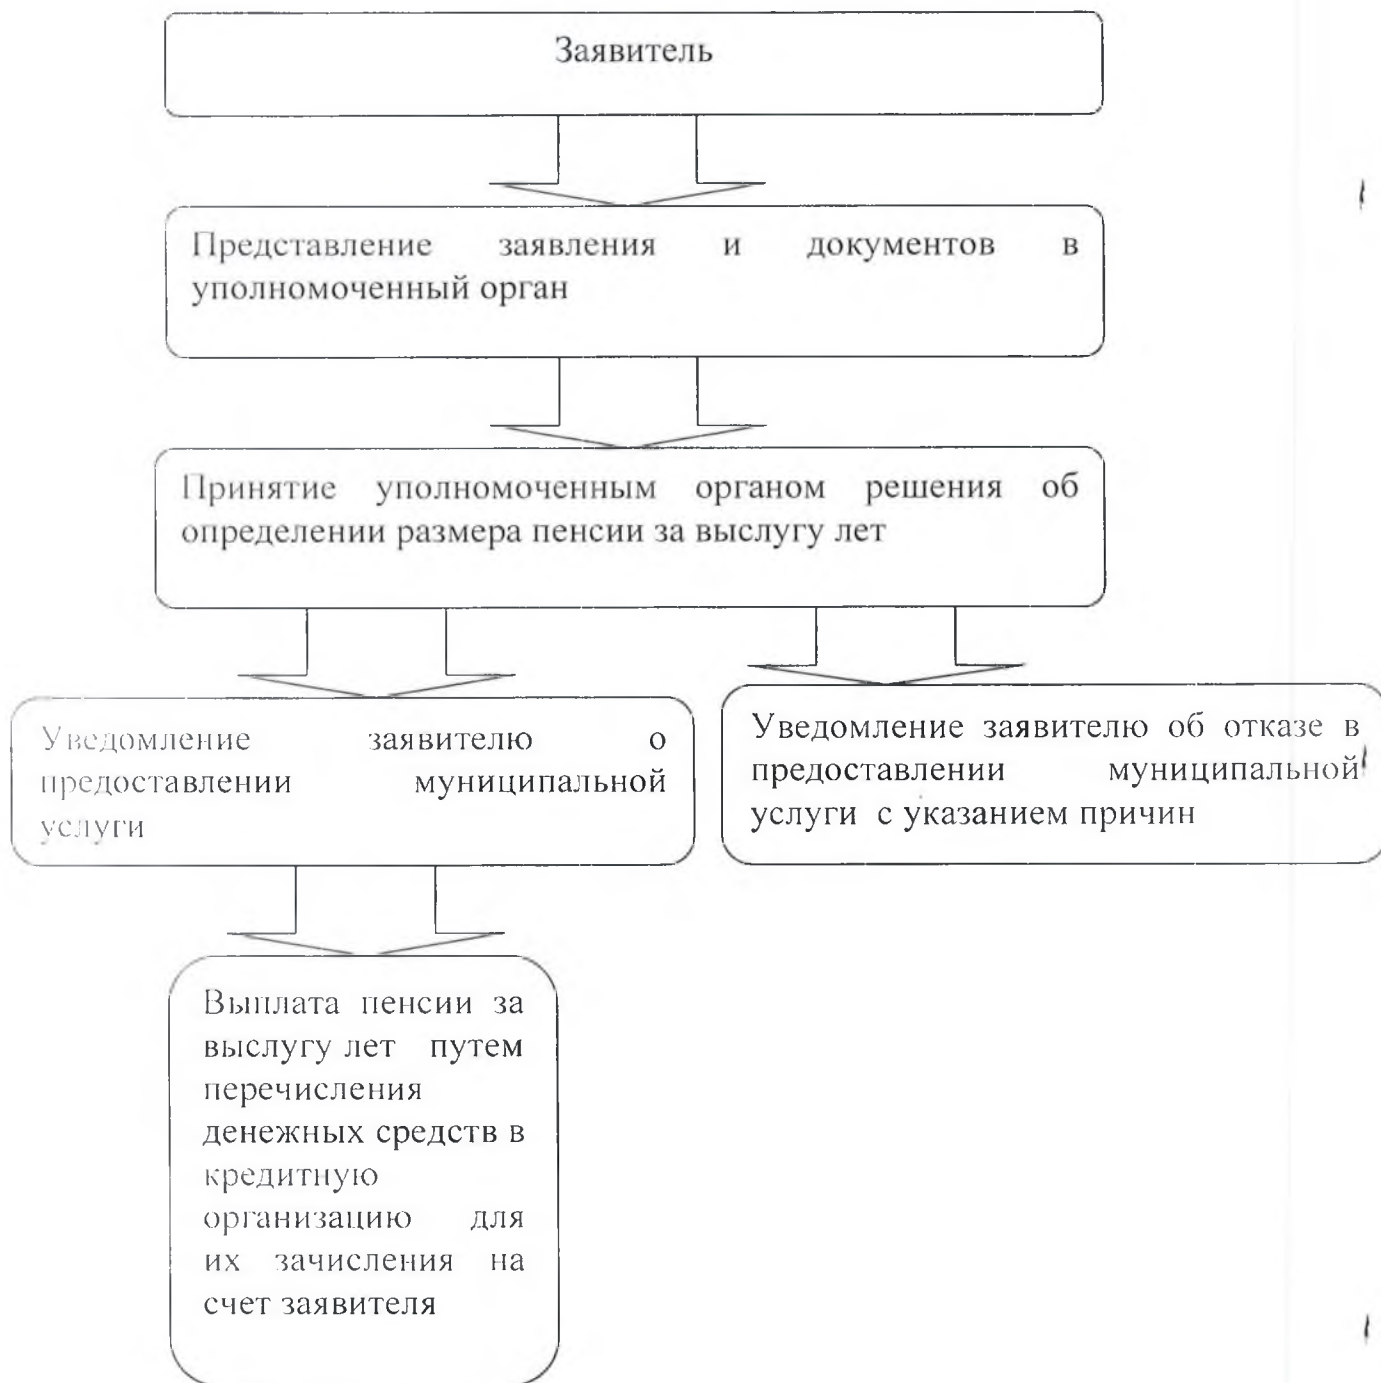 Заявитель
Представление заявления и документов в
уполномоченный орган
Принятие уполномоченным органом решения об
определении размера пенсии за выслугу лет
Уведомление заявителю о
предоставлении муниципальной
услуги
Уведомление заявителю об отказе в
предоставлении муниципальной
услуги с указанием причин
Выплата пенсии за
выслугу лет путем
перечисления
денежных средств в
кредитную
организацию для
их зачисления на
счет заявителя